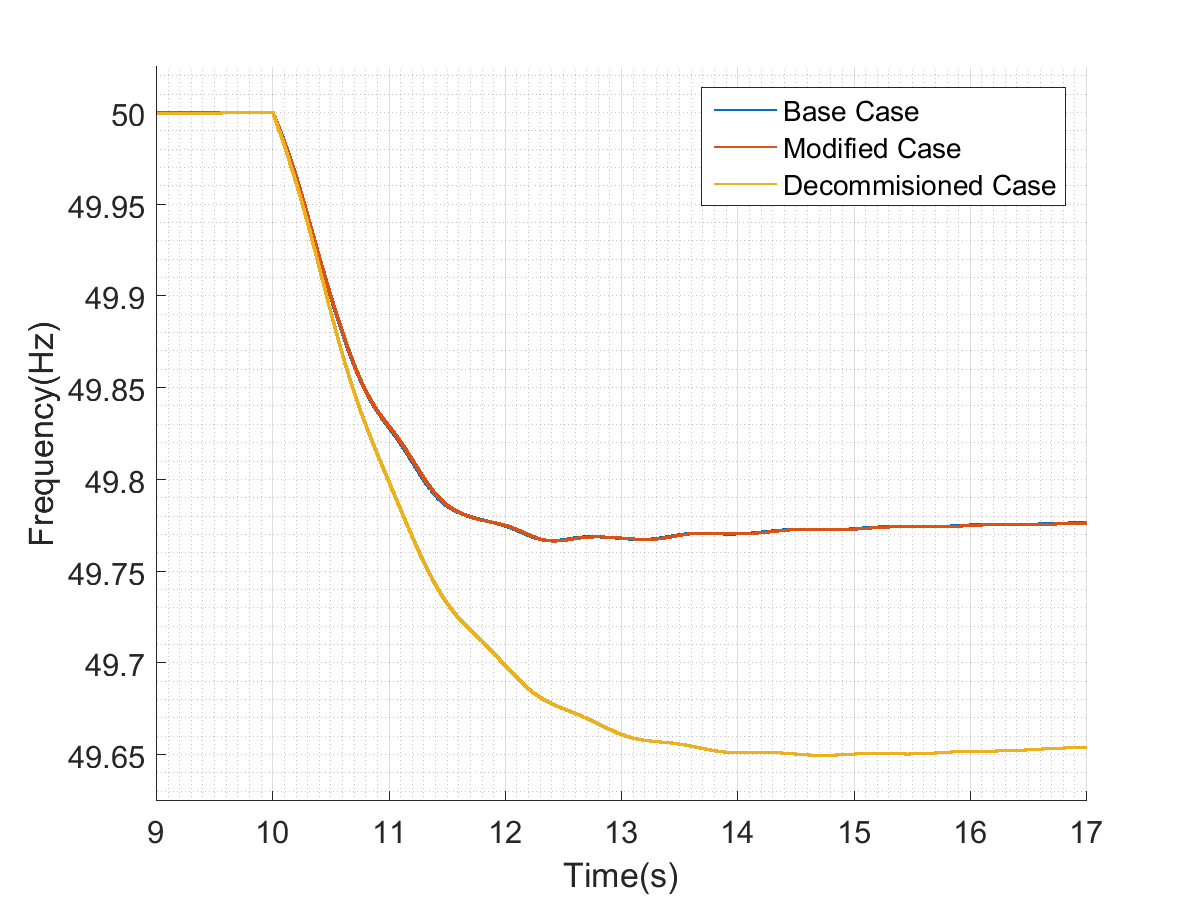 Base Case
Modified Case
Decommisioned Case
50
49.95
49.9
49.85
49.8
49.75
49.7
49.65
Frequency(Hz)
9 10 11 12 13 14 15 16 17
Time(s)